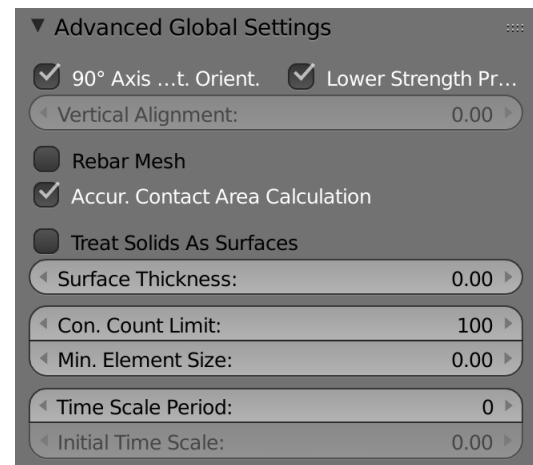 Advanced Global Settings
90° Axis ...t. Orient. Lower Strength Pr...
Vertical Alignment: 0.00
Rebar Mesh
Accur. Contact Area Calculation
Treat Solids As Surfaces
Surface Thickness: 0.00
Con. Count Limit: 100
Min. Element Size: 0.00
Time Scale Period: 0
Initial Time Scale: 0.00